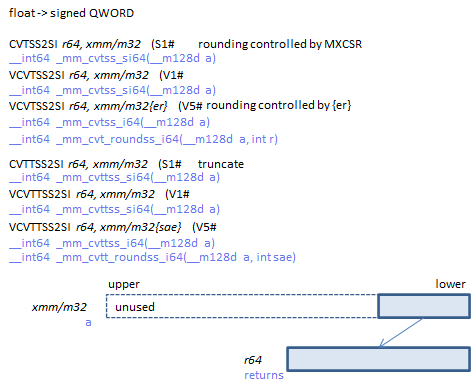 float -> signed QWORD
CVTSS2SI r64, xmm/m32 (S1# rounding controlled by MXCSR
__int64 _mm_cvtss_si64(__m128d a)
VCVTSS2SI r64, xmm/m32 (V1#
__int64 _mm_cvtss_si64(__m128d a)
VCVTSS2SI r64, xmm/m32{er} (V5# rounding controlled by {er}
__int64 _mm_cvtss_i64(__m128d a)
__int64 _mm_cvt_roundss_i64(__m128d a, int r)
CVTTSS2SI r64, xmm/m32 (S1# truncate
__int64 _mm_cvttss_si64(__m128d a)
VCVTTSS2SI r64, xmm/m32 (V1#
__int64 _mm_cvttss_si64(__m128d a)
VCVTTSS2SI r64, xmm/m32{sae} (V5#
__int64 _mm_cvttss_i64(__m128d a)
__int64 _mm_cvtt_roundss_i64(__m128d a, int sae)
upper lower
xmm/m32 unused
a
r64
returns